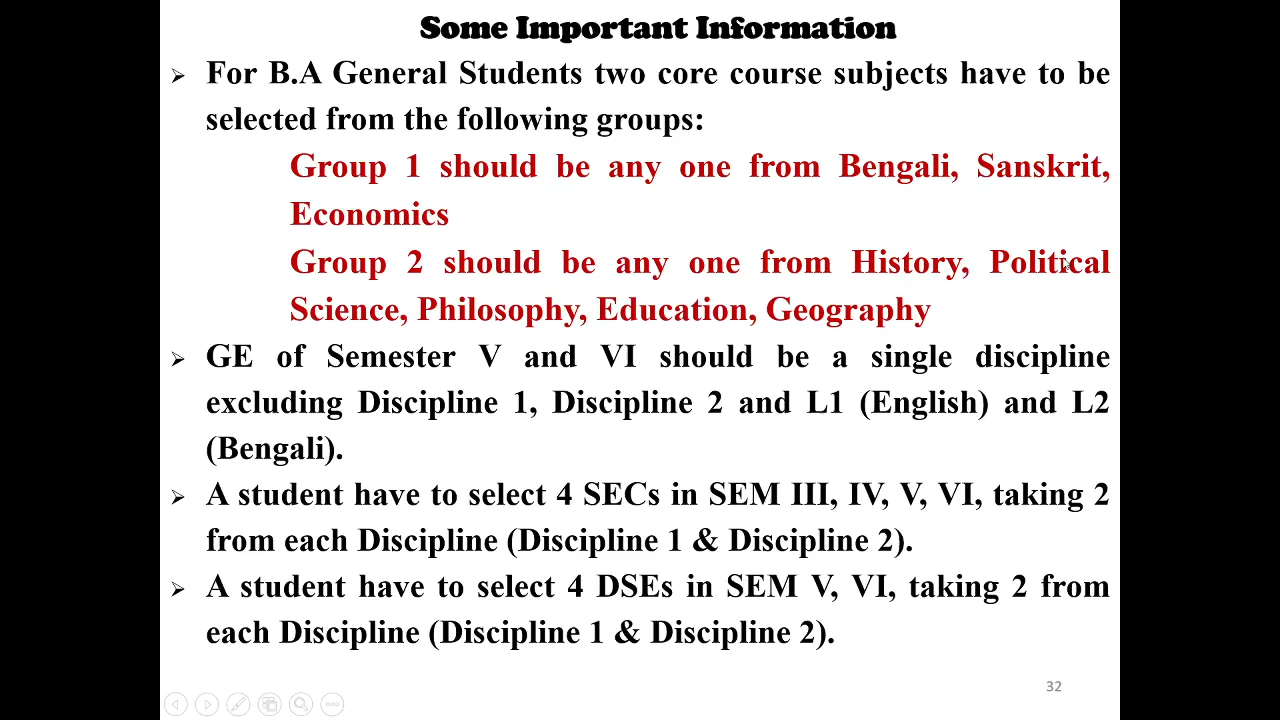 Some Important Information
➢ For B.A General Students two core course subjects have to be
selected from the following groups:
Group 1 should be any one from Bengali, Sanskrit,
Economics
Group 2 should be any one from History, Political
Science, Philosophy, Education, Geography
➢ GE of Semester V and VI should be a single discipline
excluding Discipline 1, Discipline 2 and L1 (English) and L2
(Bengali).
➢ A student have to select 4 SECs in SEM III, IV, V, VI, taking 2
from each Discipline (Discipline 1 & Discipline 2).
➢ A student have to select 4 DSEs in SEM V, VI, taking 2 from
each Discipline (Discipline 1 & Discipline 2).
32